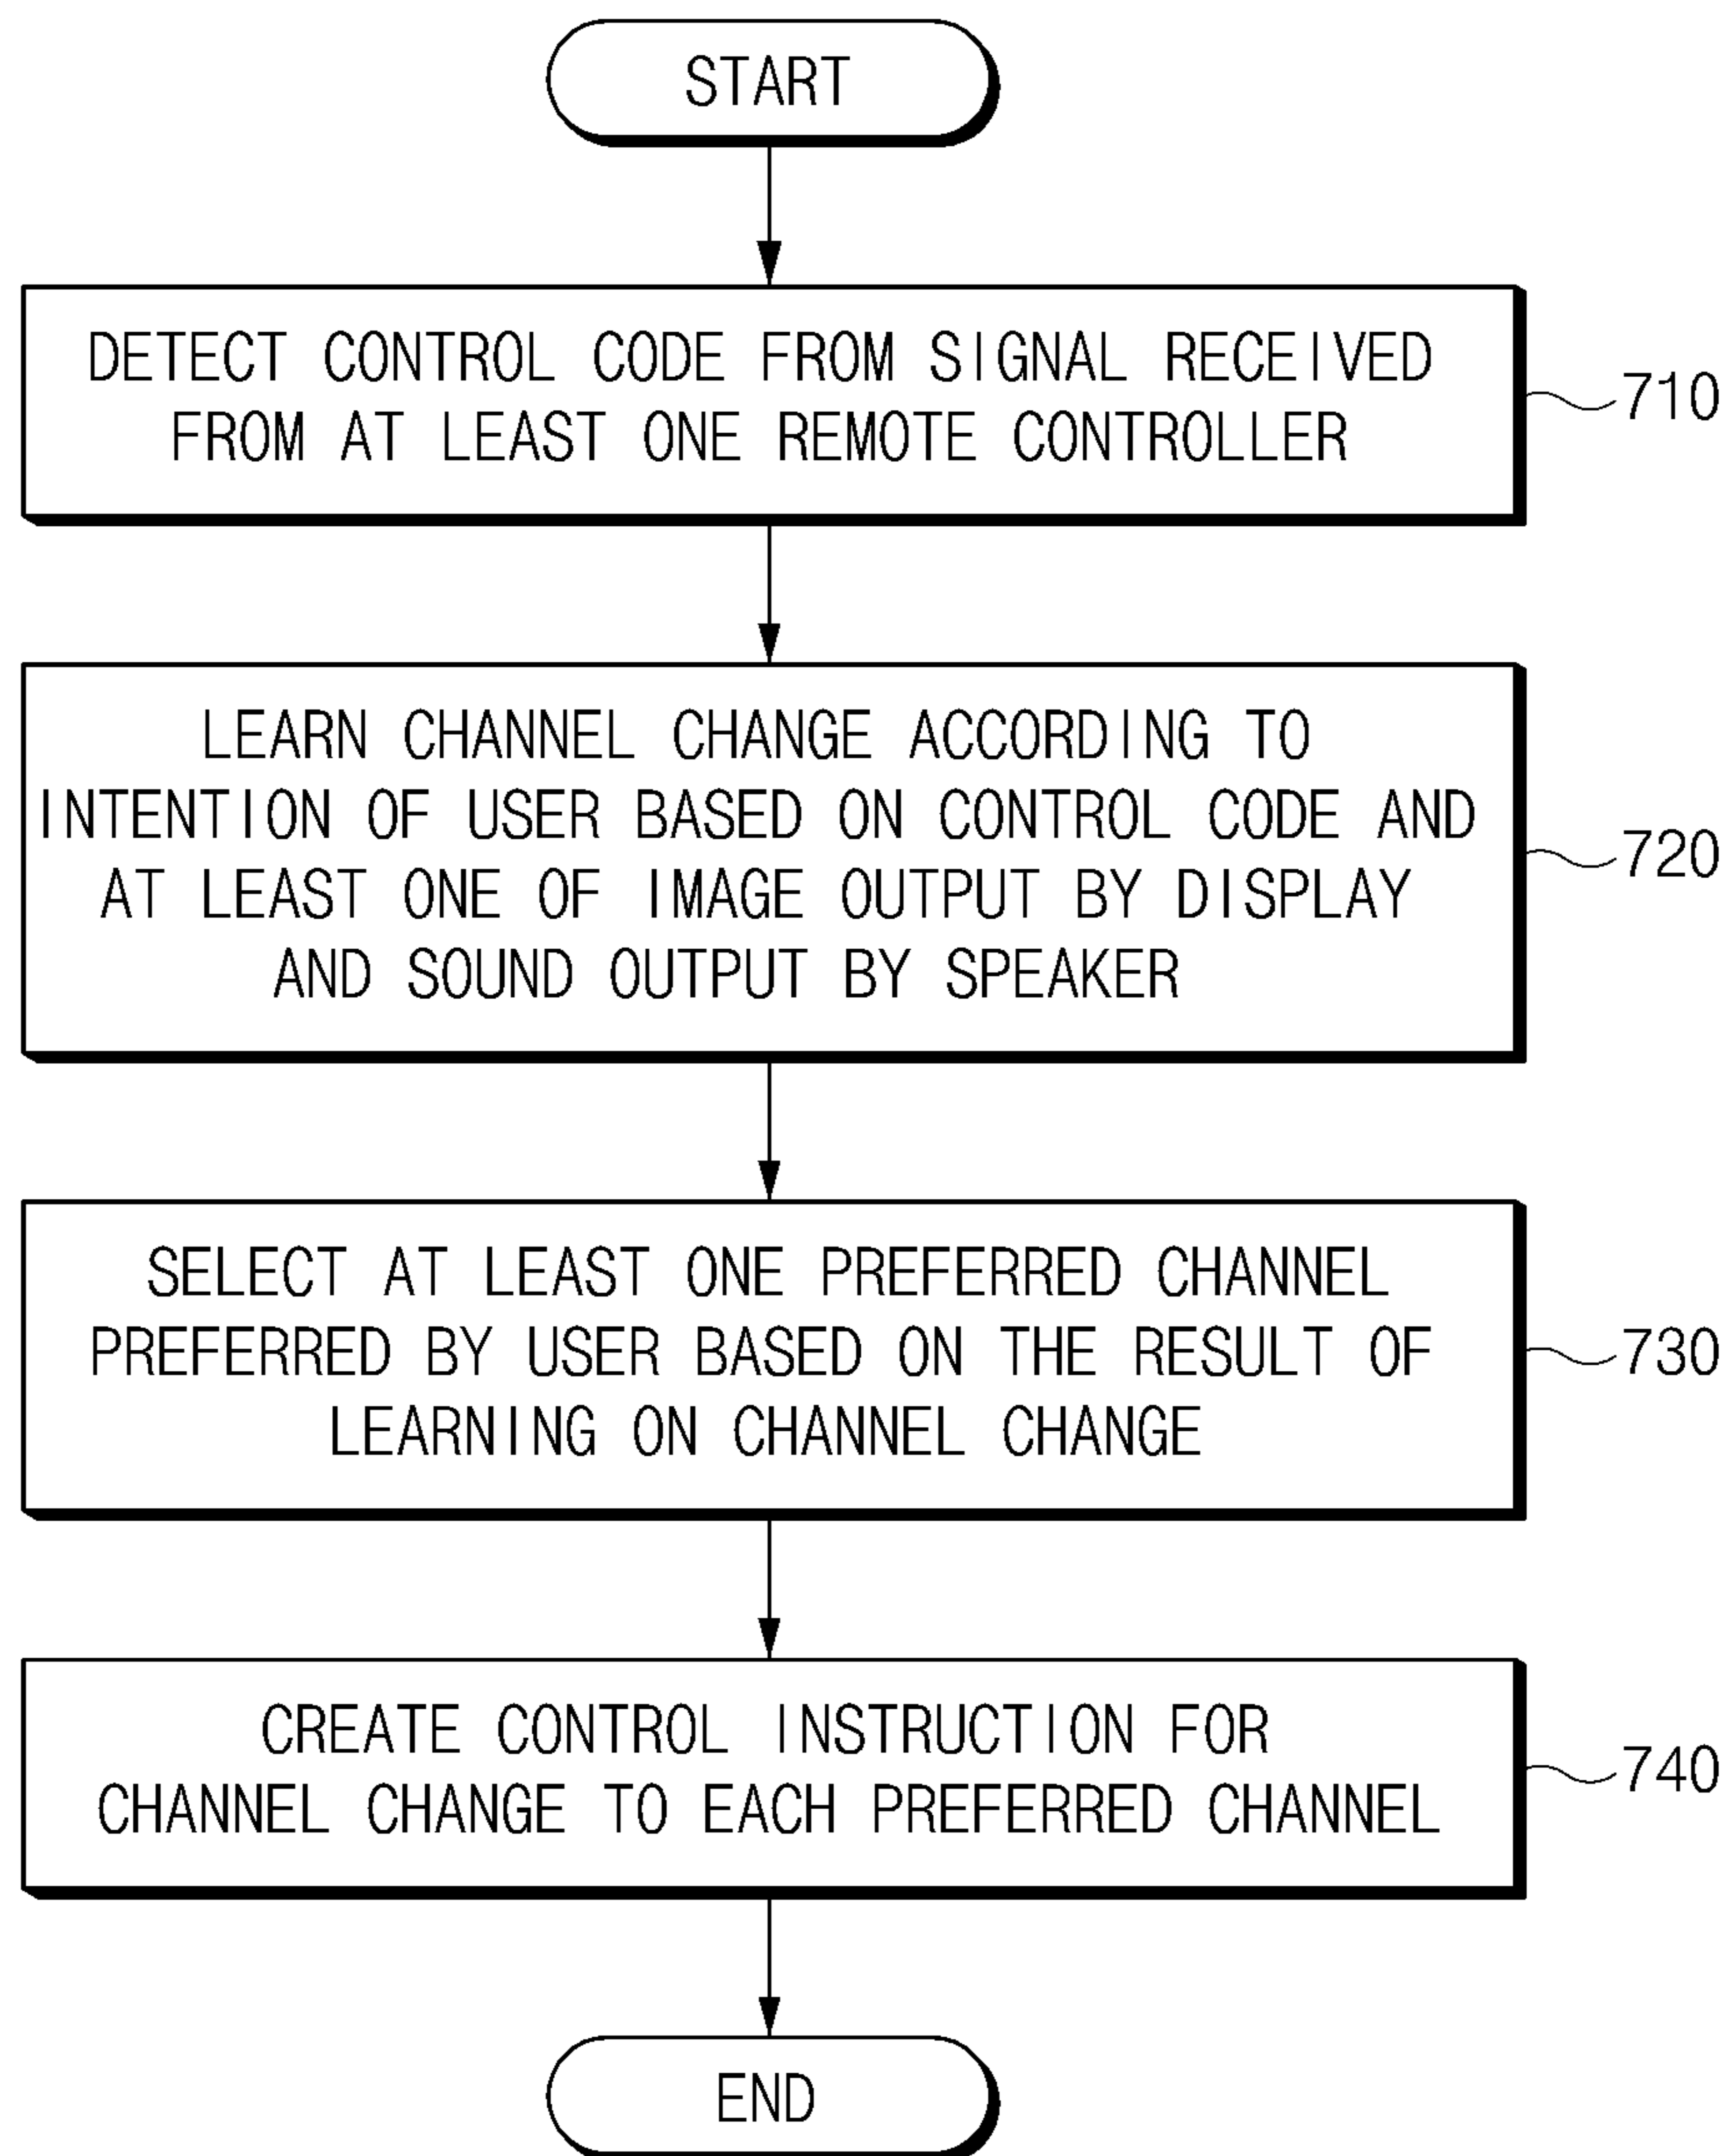 START
DETECT CONTROL CODE FROM SIGNAL RECEIVED
FROM AT LEAST ONE REMOTE CONTROLLER
710
LEARN CHANNEL CHANGE ACCORDING TO
INTENTION OF USER BASED ON CONTROL CODE AND
AT LEAST ONE OF IMAGE OUTPUT BY DISPLAY
AND SOUND OUTPUT BY SPEAKER
720
SELECT AT LEAST ONE PREFERRED CHANNEL
PREFERRED BY USER BASED ON THE RESULT OF
LEARNING ON CHANNEL CHANGE
730
CREATE CONTROL INSTRUCTION FOR
CHANNEL CHANGE TO EACH PREFERRED CHANNEL
740
END